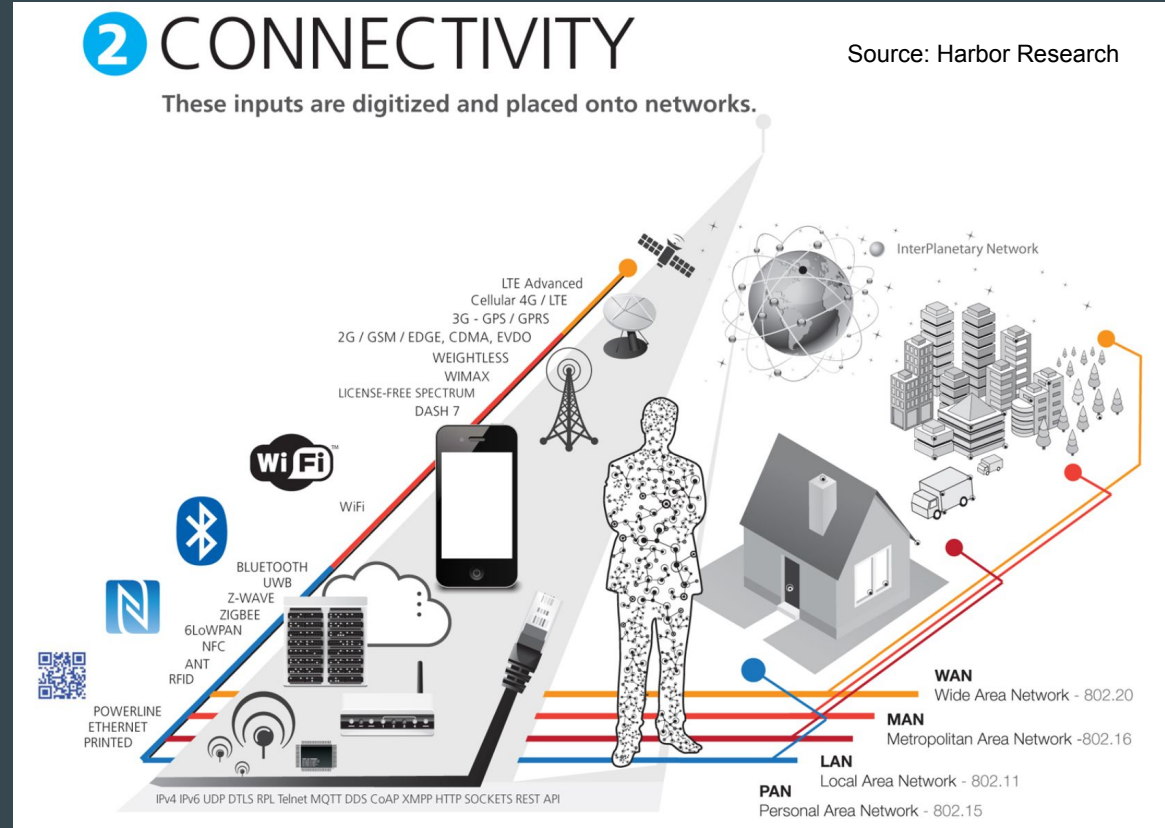 2 CONNECTIVITY
Source: Harbor Research
These inputs are digitized and placed onto networks.
InterPlanetary Network
LTE Advanced
Cellular 4G / LTE
3G - GPS / GPRS
2G / GSM / EDGE, CDMA, EVDO
WEIGHTLESS
WIMAX
LICENSE-FREE SPECTRUM
DASH 7
WiFi TM
WiFi
BLUETOOTH
UWB
Z-WAVE
ZIGBEE
6LoWPAN
NFC
ANT
RFID
POWERLINE
ETHERNET
PRINTED
WAN
Wide Area Network - 802.20
MAN
Metropolitan Area Network -802.16
LAN
Local Area Network - 802.11
PAN
Personal Area Network - 802.15
IPv4 IPv6 UDP DTLS RPL Telnet MQTT DDS CoAP XMPP HTTP SOCKETS REST API